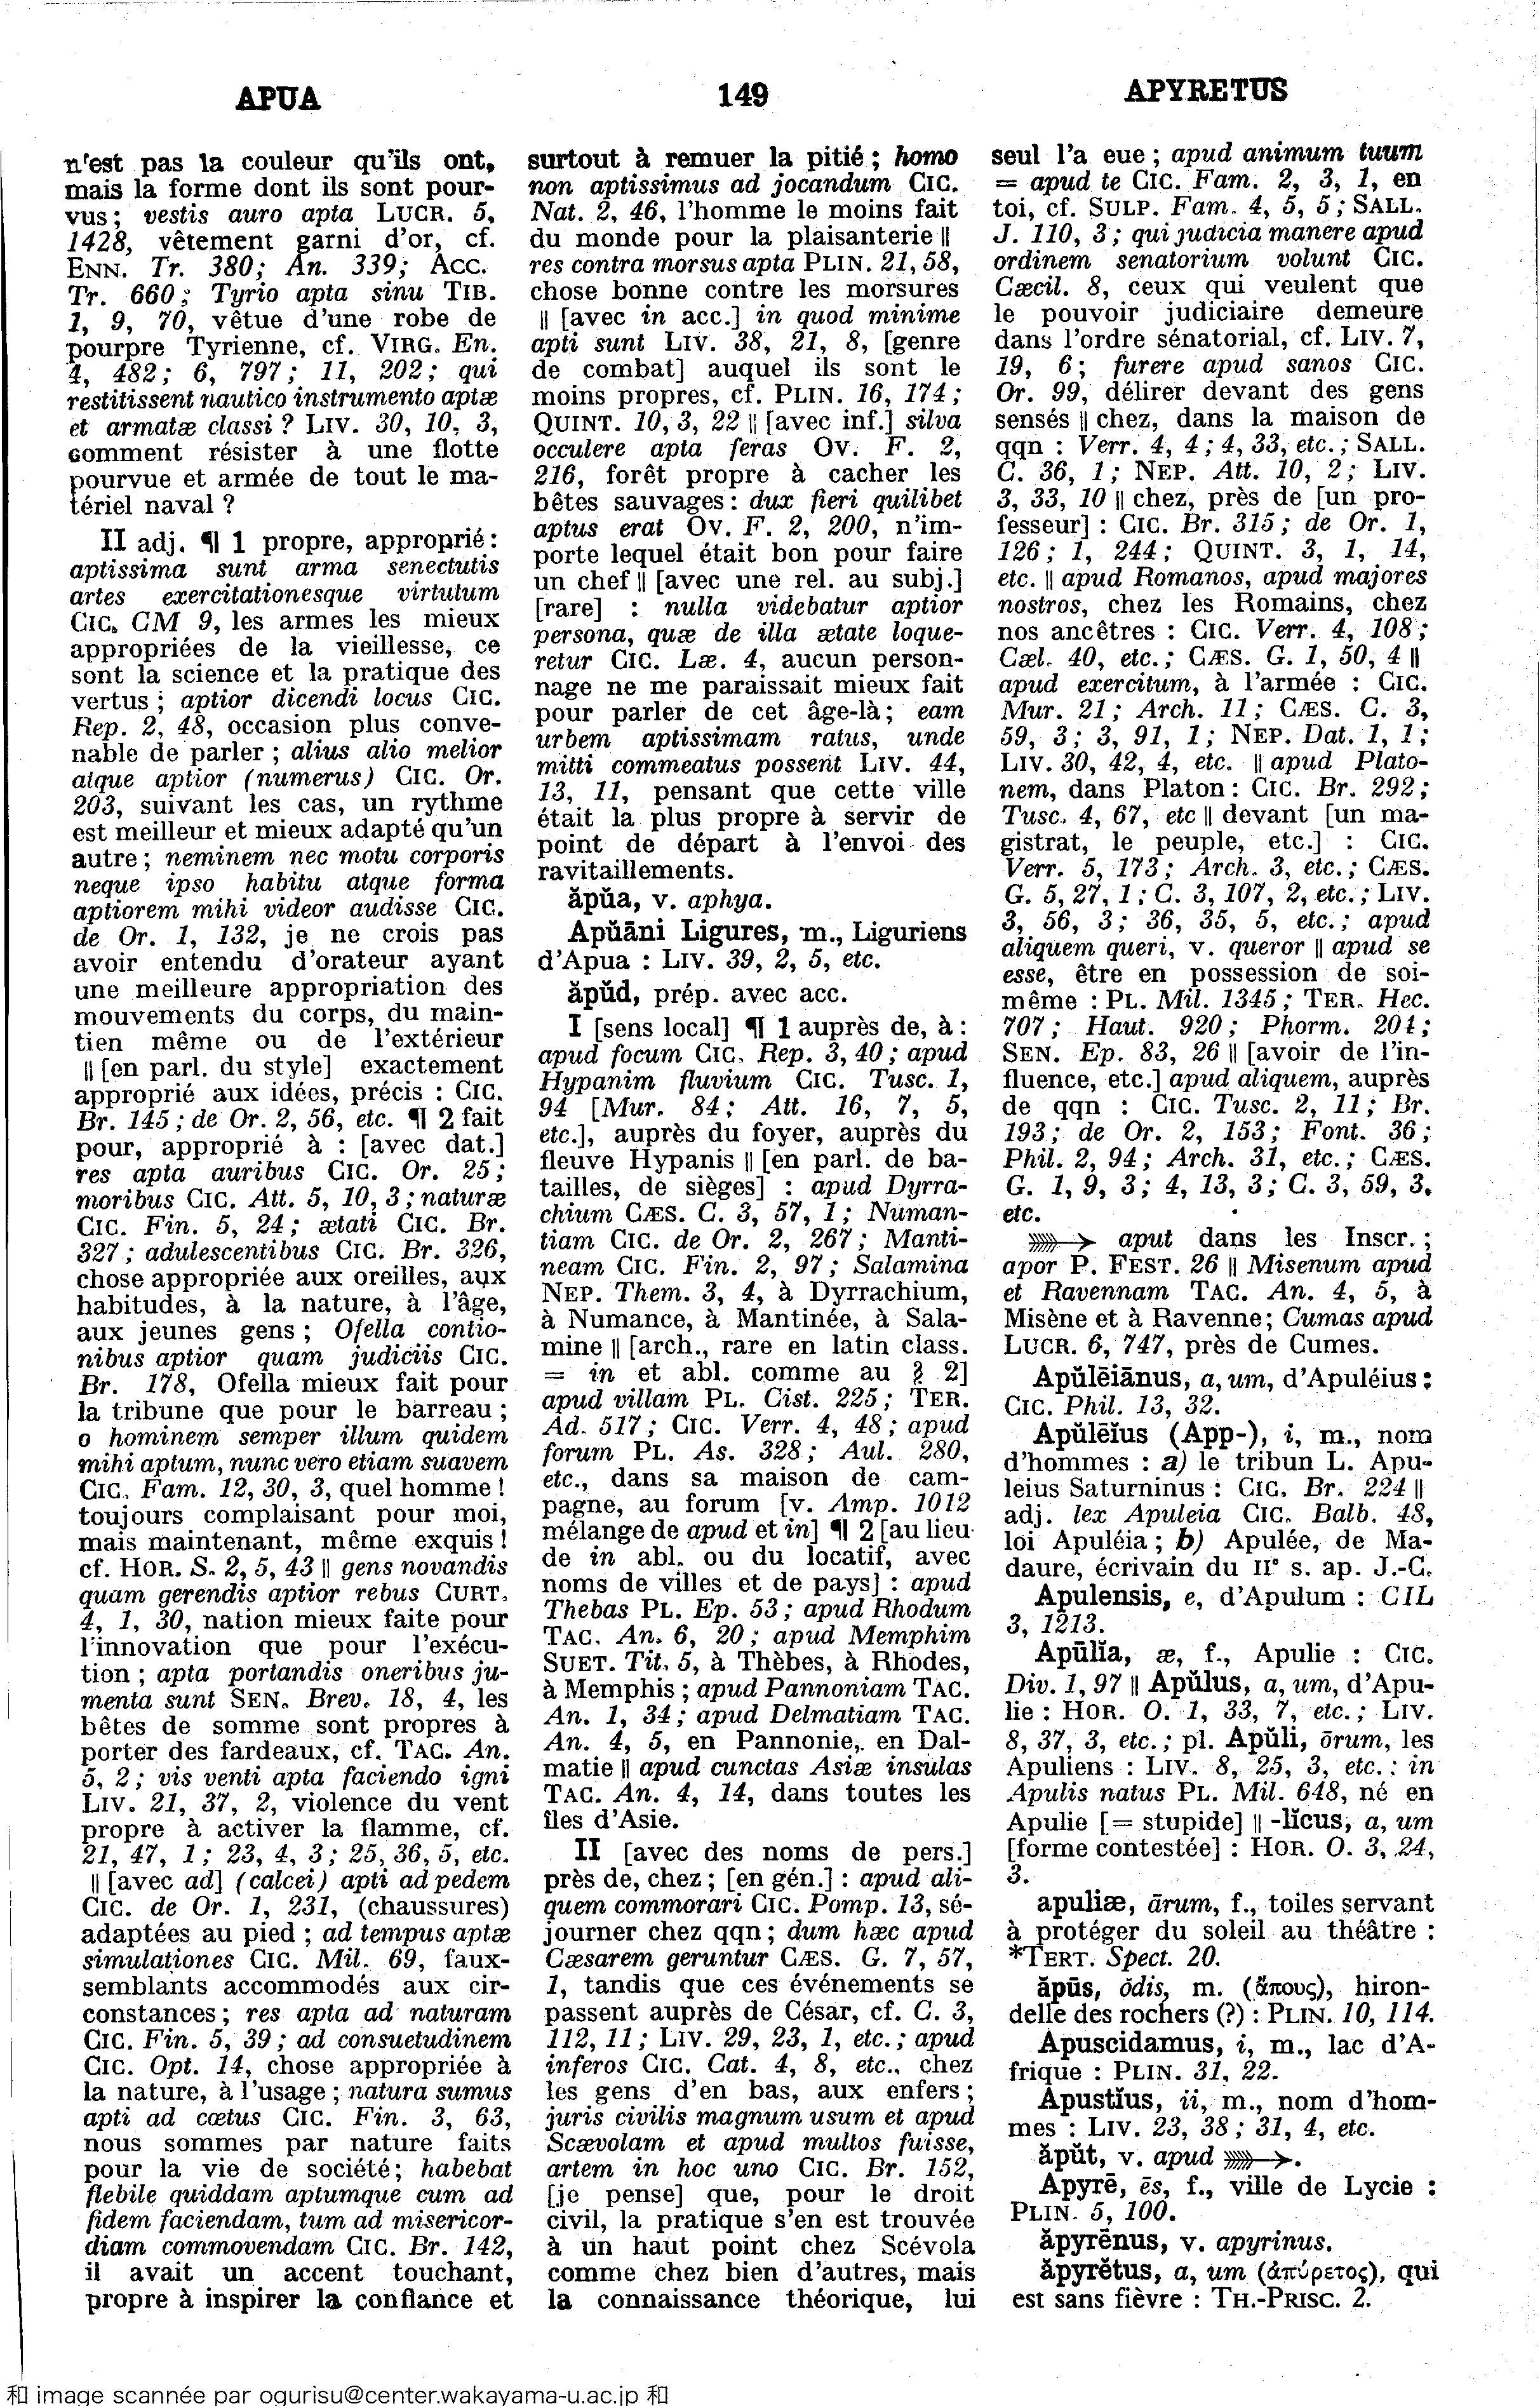 APUA
149
APYRETUS
n'est pas la couleur qu'ils ont,
mais la forme dont ils sont pour-
vus; vestis auro apta LUCR. 5,
1428, vêtement garni d'or, cf.
ENN. Tr. 380; An. 339; ACC.
Tr. 660; Tyrio apta sinu TIB.
1, 9, 70, vêtue d'une robe de
pourpre Tyrienne, cf. VIRG. En.
4, 482; 6, 797; 11, 202; qui
restitissent nautico instrumento aptæ
et armatæ classi ? LIV. 30, 10, 3,
comment résister à une flotte
pourvue et armée de tout le ma-
tériel naval ?
II adj. ¶ 1 propre, approprié :
aptissima sunt arma senectutis
artes exercitationesque virtutum
CIC. CM 9, les armes les mieux
appropriées de la vieillesse, ce
sont la science et la pratique des
vertus ; aptior dicendi locus CIC.
Rep. 2, 48, occasion plus conve-
nable de parler ; alius alio melior
atque aptior (numerus) CIC. Or.
203, suivant les cas, un rythme
est meilleur et mieux adapté qu'un
autre ; neminem nec motu corporis
neque ipso habitu atque forma
aptiorem mihi videor audisse CIC.
de Or. 1, 132, je ne crois pas
avoir entendu d'orateur ayant
une meilleure appropriation des
mouvements du corps, du main-
tien même ou de l'extérieur
|| [en parl. du style] exactement
approprié aux idées, précis : CIC.
Br. 145 ; de Or. 2, 56, etc. ¶ 2 fait
pour, approprié à : [avec dat.]
res apta auribus CIC. Or. 25 ;
moribus CIC. Att. 5, 10, 3 ; naturæ
CIC. Fin. 5, 24 ; ætati CIC. Br.
327 ; adulescentibus CIC. Br. 326,
chose appropriée aux oreilles, aux
habitudes, à la nature, à l'âge,
aux jeunes gens ; Ofella contio-
nibus aptior quam judiciis CIC.
Br. 178, Ofella mieux fait pour
la tribune que pour le barreau ;
o hominem semper illum quidem
mihi aptum, nunc vero etiam suavem
CIC. Fam. 12, 30, 3, quel homme !
toujours complaisant pour moi,
mais maintenant, même exquis !
cf. HOR. S. 2, 5, 43 || gens novandis
quam gerendis aptior rebus CURT.
4, 1, 30, nation mieux faite pour
l'innovation que pour l'exécu-
tion ; apta portandis oneribus ju-
menta sunt SEN. Brev. 18, 4, les
bêtes de somme sont propres à
porter des fardeaux, cf. TAC. An.
5, 2 ; vis venti apta faciendo igni
LIV. 21, 37, 2, violence du vent
propre à activer la flamme, cf.
21, 47, 1 ; 23, 4, 3 ; 25, 36, 5, etc.
|| [avec ad] (calcei) apti ad pedem
CIC. de Or. 1, 231, (chaussures)
adaptées au pied ; ad tempus aptæ
simulationes CIC. Mil. 69, faux-
semblants accommodés aux cir-
constances ; res apta ad naturam
CIC. Fin. 5, 39 ; ad consuetudinem
CIC. Opt. 14, chose appropriée à
la nature, à l'usage ; natura sumus
apti ad cœtus CIC. Fin. 3, 63,
nous sommes par nature faits
pour la vie de société ; habebat
flebile quiddam aptumque cum ad
fidem faciendam, tum ad misericor-
diam commovendam CIC. Br. 142,
il avait un accent touchant,
propre à inspirer la confiance et
surtout à remuer la pitié ; homo
non aptissimus ad jocandum CIC.
Nat. 2, 46, l'homme le moins fait
du monde pour la plaisanterie ||
res contra morsus apta PLIN. 21, 58,
chose bonne contre les morsures
|| [avec in acc.] in quod minime
apti sunt LIV. 38, 21, 8, [genre
de combat] auquel ils sont le
moins propres, cf. PLIN. 16, 174 ;
QUINT. 10, 3, 22 || [avec inf.] silva
occulere apta feras OV. F. 2,
216, forêt propre à cacher les
bêtes sauvages : dux fieri quilibet
aptus erat OV. F. 2, 200, n'im-
porte lequel était bon pour faire
un chef || [avec une rel. au subj.]
[rare] : nulla videbatur aptior
persona, quæ de illa ætate loque-
retur CIC. Læ. 4, aucun person-
nage ne me paraissait mieux fait
pour parler de cet âge-là ; eam
urbem aptissimam ratus, unde
mitti commeatus possent LIV. 44,
13, 11, pensant que cette ville
était la plus propre à servir de
point de départ à l'envoi des
ravitaillements.
ăpŭa, v. aphya.
Apŭāni Ligures, m., Liguriens
d'Apua : LIV. 39, 2, 5, etc.
ăpŭd, prép. avec acc.
I [sens local] ¶ 1 auprès de, à :
apud focum CIC. Rep. 3, 40 ; apud
Hypanim fluvium CIC. Tusc. 1,
94 [Mur. 84 ; Att. 16, 7, 5,
etc.], auprès du foyer, auprès du
fleuve Hypanis || [en parl. de ba-
tailles, de sièges] : apud Dyrra-
chium CÆS. C. 3, 57, 1 ; Numan-
tiam CIC. de Or. 2, 267 ; Manti-
neam CIC. Fin. 2, 97 ; Salamina
NEP. Them. 3, 4, à Dyrrachium,
à Numance, à Mantinée, à Sala-
mine || [arch., rare en latin class.
= in et abl. comme au § 2]
apud villam PL. Cist. 225 ; TER.
Ad. 517 ; CIC. Verr. 4, 48 ; apud
forum PL. As. 328 ; Aul. 280,
etc., dans sa maison de cam-
pagne, au forum [v. Amp. 1012
mélange de apud et in] ¶ 2 [au lieu
de in abl. ou du locatif, avec
noms de villes et de pays] : apud
Thebas PL. Ep. 53 ; apud Rhodum
TAC. An. 6, 20 ; apud Memphim
SUET. Tit. 5, à Thèbes, à Rhodes,
à Memphis ; apud Pannoniam TAC.
An. 1, 34 ; apud Delmatiam TAC.
An. 4, 5, en Pannonie, en Dal-
matie || apud cunctas Asiæ insulas
TAC. An. 4, 14, dans toutes les
îles d'Asie.
II [avec des noms de pers.]
près de, chez ; [en gén.] : apud ali-
quem commorari CIC. Pomp. 13, sé-
journer chez qqn ; dum hæc apud
Cæsarem geruntur CÆS. G. 7, 57,
1, tandis que ces événements se
passent auprès de César, cf. C. 3,
112, 11 ; LIV. 29, 23, 1, etc. ; apud
inferos CIC. Cat. 4, 8, etc., chez
les gens d'en bas, aux enfers ;
juris civilis magnum usum et apud
Scævolam et apud multos fuisse,
artem in hoc uno CIC. Br. 152,
[je pense] que, pour le droit
civil, la pratique s'en est trouvée
à un haut point chez Scévola
comme chez bien d'autres, mais
la connaissance théorique, lui
seul l'a eue ; apud animum tuum
= apud te CIC. Fam. 2, 3, 1, en
toi, cf. SULP. Fam. 4, 5, 5 ; SALL.
J. 110, 3 ; qui judicia manere apud
ordinem senatorium volunt CIC.
Cæcil. 8, ceux qui veulent que
le pouvoir judiciaire demeure
dans l'ordre sénatorial, cf. LIV. 7,
19, 6 ; furere apud sanos CIC.
Or. 99, délirer devant des gens
sensés || chez, dans la maison de
qqn : Verr. 4, 4 ; 4, 33, etc. ; SALL.
C. 36, 1 ; NEP. Att. 10, 2 ; LIV.
3, 33, 10 || chez, près de [un pro-
fesseur] : CIC. Br. 315 ; de Or. 1,
126 ; 1, 244 ; QUINT. 3, 1, 14,
etc. || apud Romanos, apud majores
nostros, chez les Romains, chez
nos ancêtres : CIC. Verr. 4, 108 ;
Cæl. 40, etc. ; CÆS. G. 1, 50, 4 ||
apud exercitum, à l'armée : CIC.
Mur. 21 ; Arch. 11 ; CÆS. C. 3,
59, 3 ; 3, 91, 1 ; NEP. Dat. 1, 1 ;
LIV. 30, 42, 4, etc. || apud Plato-
nem, dans Platon : CIC. Br. 292 ;
Tusc. 4, 67, etc || devant [un ma-
gistrat, le peuple, etc.] : CIC.
Verr. 5, 173 ; Arch. 3, etc. ; CÆS.
G. 5, 27, 1 ; C. 3, 107, 2, etc. ; LIV.
3, 56, 3 ; 36, 35, 5, etc. ; apud
aliquem queri, v. queror || apud se
esse, être en possession de soi-
même : PL. Mil. 1345 ; TER. Hec.
707 ; Haut. 920 ; Phorm. 204 ;
SEN. Ep. 83, 26 || [avoir de l'in-
fluence, etc.] apud aliquem, auprès
de qqn : CIC. Tusc. 2, 11 ; Br.
193 ; de Or. 2, 153 ; Font. 36 ;
Phil. 2, 94 ; Arch. 31, etc. ; CÆS.
G. 1, 9, 3 ; 4, 13, 3 ; C. 3, 59, 3,
etc.
aput dans les Inscr. ;
apor P. FEST. 26 || Misenum apud
et Ravennam TAC. An. 4, 5, à
Misène et à Ravenne ; Cumas apud
LUCR. 6, 747, près de Cumes.
Apŭlēiānus, a, um, d'Apuléius :
CIC. Phil. 13, 32.
Apŭlēĭus (App-), i, m., nom
d'hommes : a) le tribun L. Apu-
leius Saturninus : CIC. Br. 224 ||
adj. lex Apuleia CIC. Balb. 48,
loi Apuléia ; b) Apulée, de Ma-
daure, écrivain du IIe s. ap. J.-C.
Apulensis, e, d'Apulum : CIL
3, 1213.
Apūlĭa, æ, f., Apulie : CIC.
Div. 1, 97 || Apŭlus, a, um, d'Apu-
lie : HOR. O. 1, 33, 7, etc. ; LIV.
8, 37, 3, etc. ; pl. Apŭli, ōrum, les
Apuliens : LIV. 8, 25, 3, etc. : in
Apulis natus PL. Mil. 648, né en
Apulie [= stupide] || -lĭcus, a, um
[forme contestée] : HOR. O. 3, 24,
3.
apuliæ, ārum, f., toiles servant
à protéger du soleil au théâtre :
*TERT. Spect. 20.
ăpūs, ŏdis, m. (ἄπους), hiron-
delle des rochers (?) : PLIN. 10, 114.
Apuscidamus, i, m., lac d'A-
frique : PLIN. 31, 22.
Apustĭus, ii, m., nom d'hom-
mes : LIV. 23, 38 ; 31, 4, etc.
ăpŭt, v. apud.
Apyrē, ēs, f., ville de Lycie :
PLIN. 5, 100.
ăpyrēnus, v. apyrinus.
ăpyrĕtus, a, um (ἀπύρετος), qui
est sans fièvre : TH.-PRISC. 2.
和 image scannée par ogurisu@center.wakayama-u.ac.jp 和